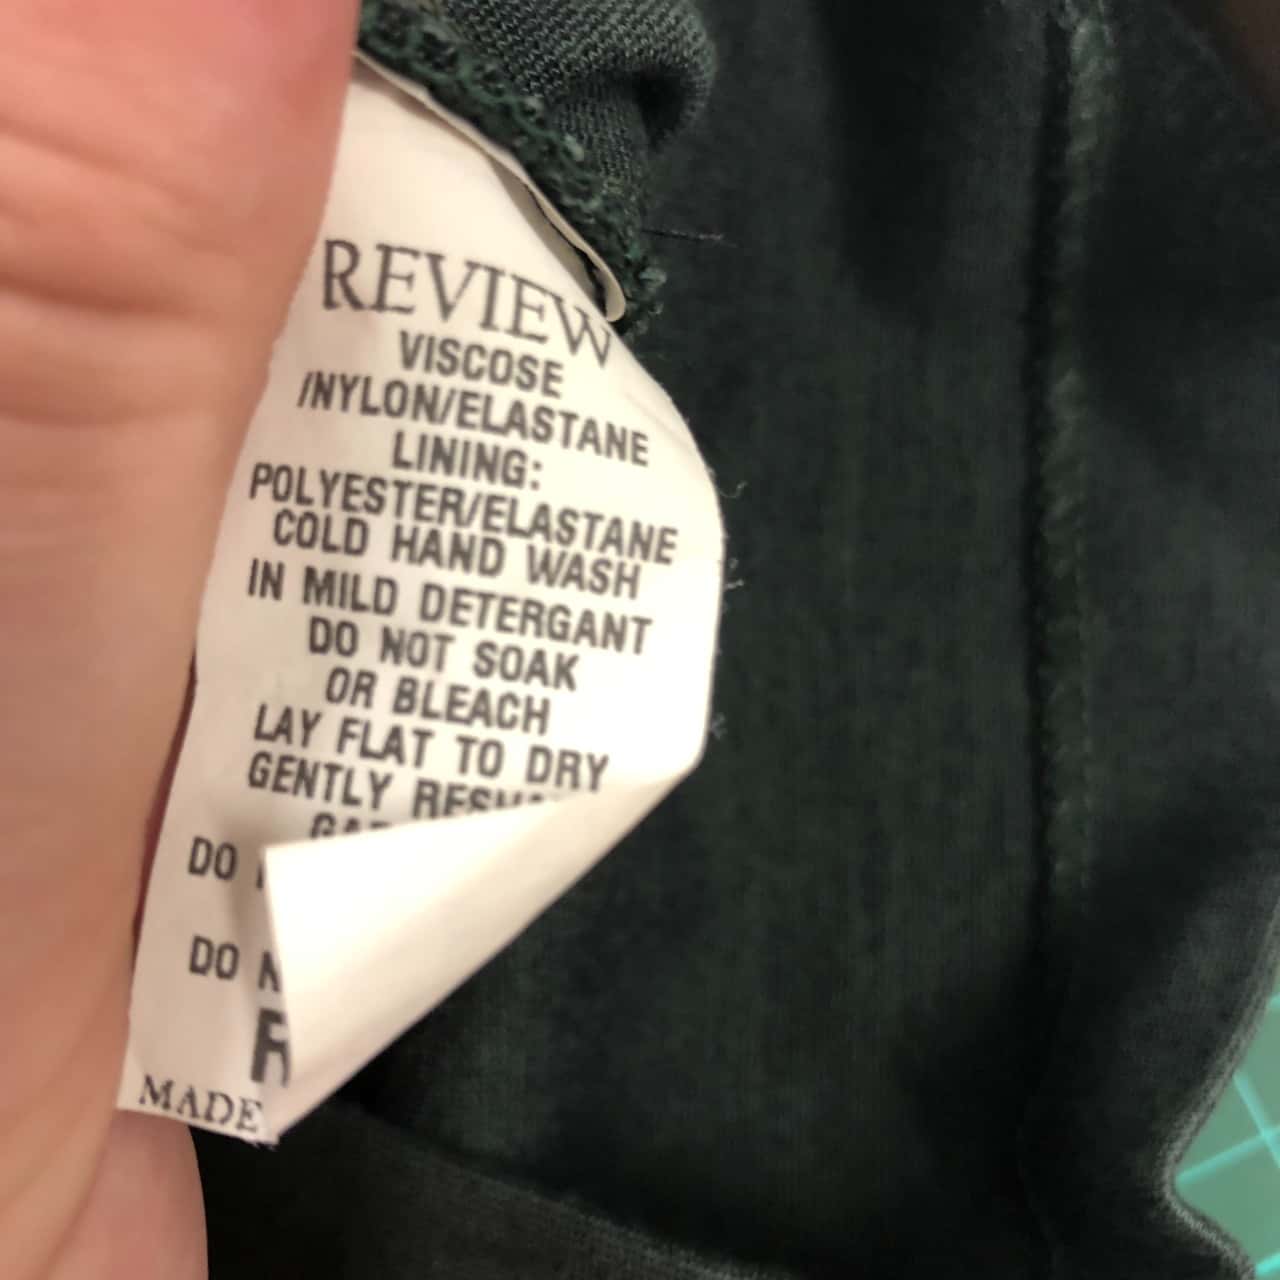 REVIEW
VISCOSE
/NYLON/ELASTANE
LINING:
POLYESTER/ELASTANE
COLD HAND WASH
IN MILD DETERGANT
DO NOT SOAK
OR BLEACH
LAY FLAT TO DRY
GENTLY
DO
DO
MADE